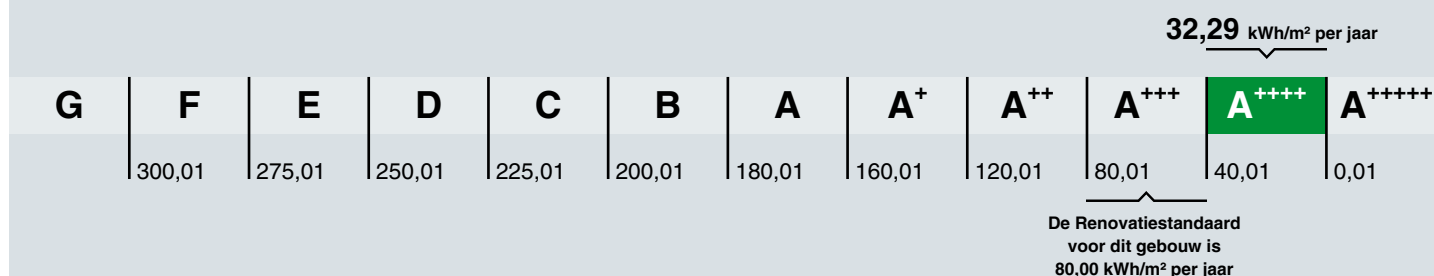 32,29 kWh/m² per jaar
G F E D C B A A+ A++ A+++ A++++ A+++++
300,01 275,01 250,01 225,01 200,01 180,01 160,01 120,01 80,01 40,01 0,01
De Renovatiestandaard
voor dit gebouw is
80,00 kWh/m² per jaar